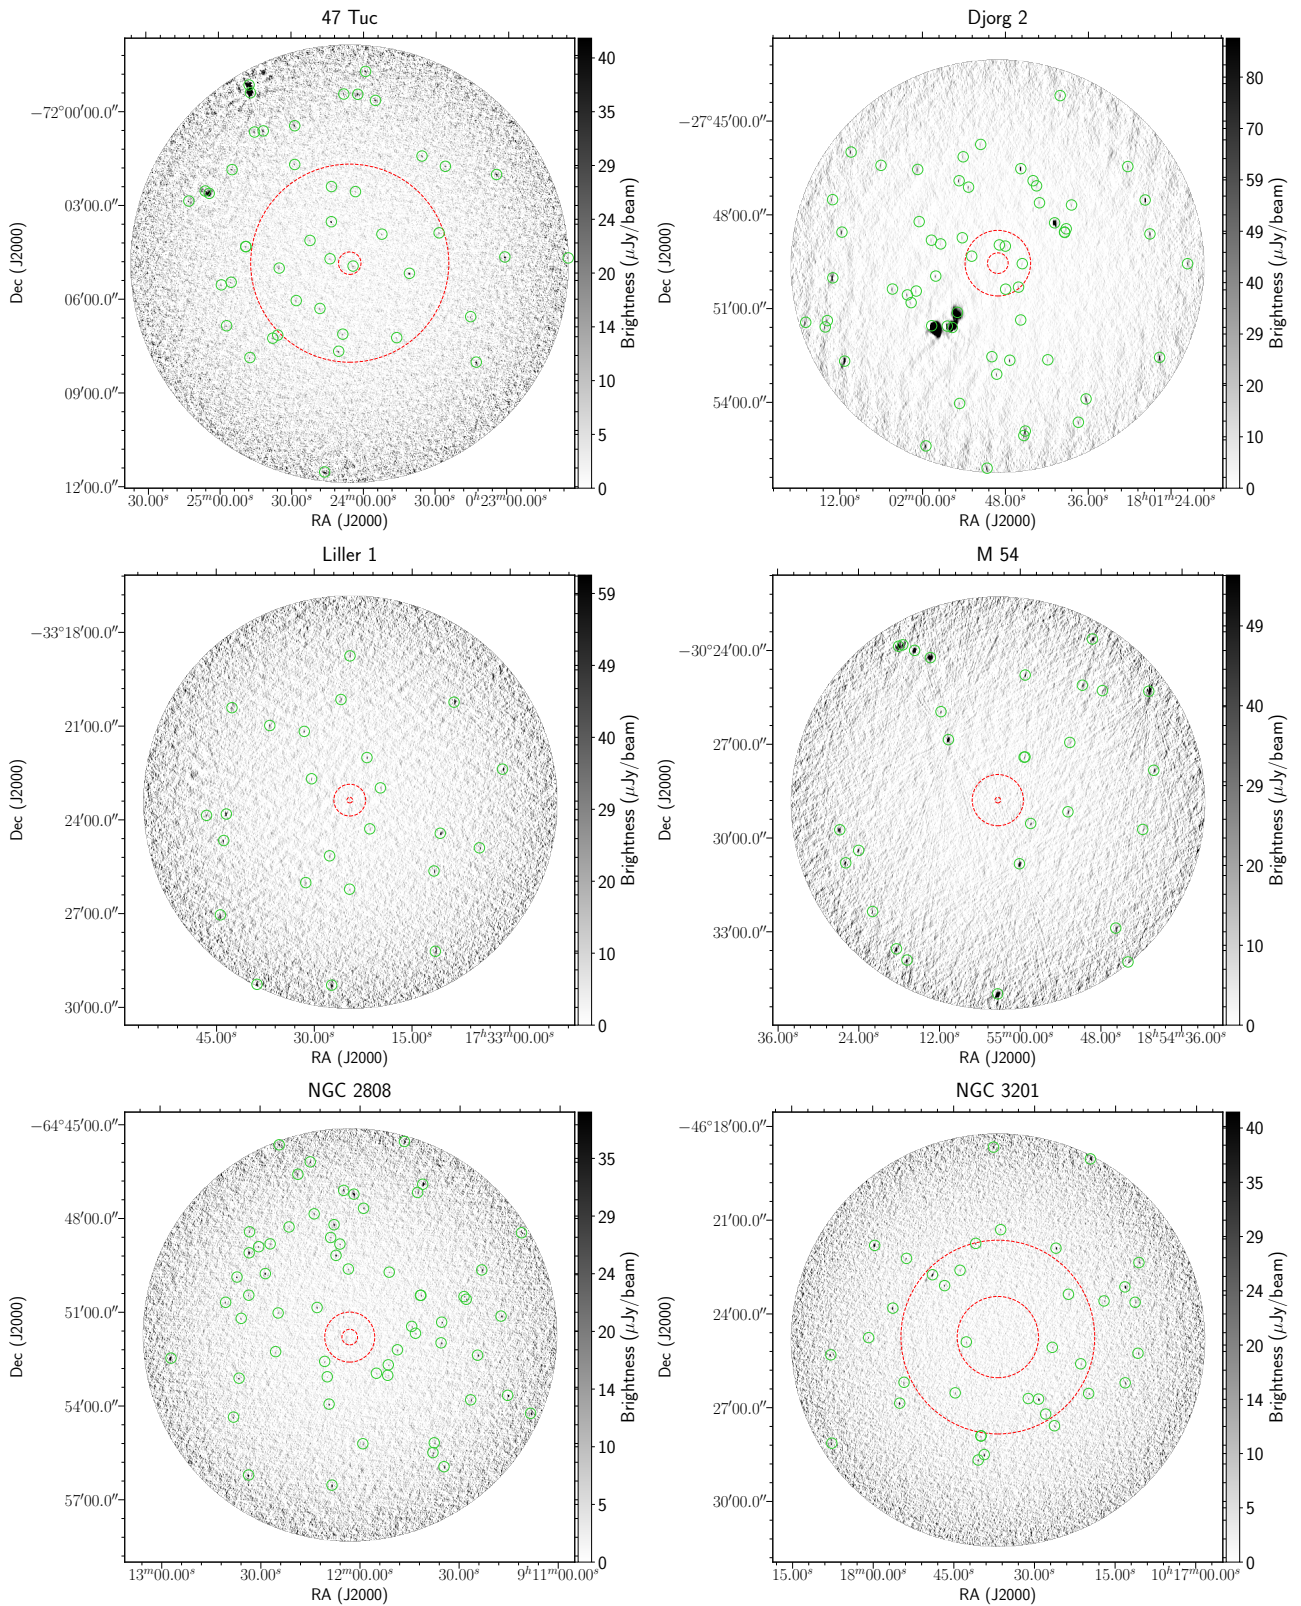 47 Tuc
−72°00′00.0″
03′00.0″
06′00.0″
09′00.0″
12′00.0″
Dec (J2000)
30.00ˢ
25ᵐ00.00ˢ
30.00ˢ
24ᵐ00.00ˢ
30.00ˢ
0ʰ23ᵐ00.00ˢ
RA (J2000)
40
35
29
24
20
14
10
5
0
Brightness (μJy/beam)
Djorg 2
−27°45′00.0″
48′00.0″
51′00.0″
54′00.0″
Dec (J2000)
12.00ˢ
02ᵐ00.00ˢ
48.00ˢ
36.00ˢ
18ʰ01ᵐ24.00ˢ
RA (J2000)
80
70
59
49
40
29
20
10
0
Brightness (μJy/beam)
Liller 1
−33°18′00.0″
21′00.0″
24′00.0″
27′00.0″
30′00.0″
Dec (J2000)
45.00ˢ
30.00ˢ
15.00ˢ
17ʰ33ᵐ00.00ˢ
RA (J2000)
59
49
40
29
20
10
0
Brightness (μJy/beam)
M 54
−30°24′00.0″
27′00.0″
30′00.0″
33′00.0″
Dec (J2000)
36.00ˢ
24.00ˢ
12.00ˢ
55ᵐ00.00ˢ
48.00ˢ
18ʰ54ᵐ36.00ˢ
RA (J2000)
49
40
29
20
10
0
Brightness (μJy/beam)
NGC 2808
−64°45′00.0″
48′00.0″
51′00.0″
54′00.0″
57′00.0″
Dec (J2000)
13ᵐ00.00ˢ
30.00ˢ
12ᵐ00.00ˢ
30.00ˢ
9ʰ11ᵐ00.00ˢ
RA (J2000)
35
29
24
20
14
10
5
0
Brightness (μJy/beam)
NGC 3201
−46°18′00.0″
21′00.0″
24′00.0″
27′00.0″
30′00.0″
Dec (J2000)
15.00ˢ
18ᵐ00.00ˢ
45.00ˢ
30.00ˢ
15.00ˢ
10ʰ17ᵐ00.00ˢ
RA (J2000)
40
35
29
24
20
14
10
5
0
Brightness (μJy/beam)